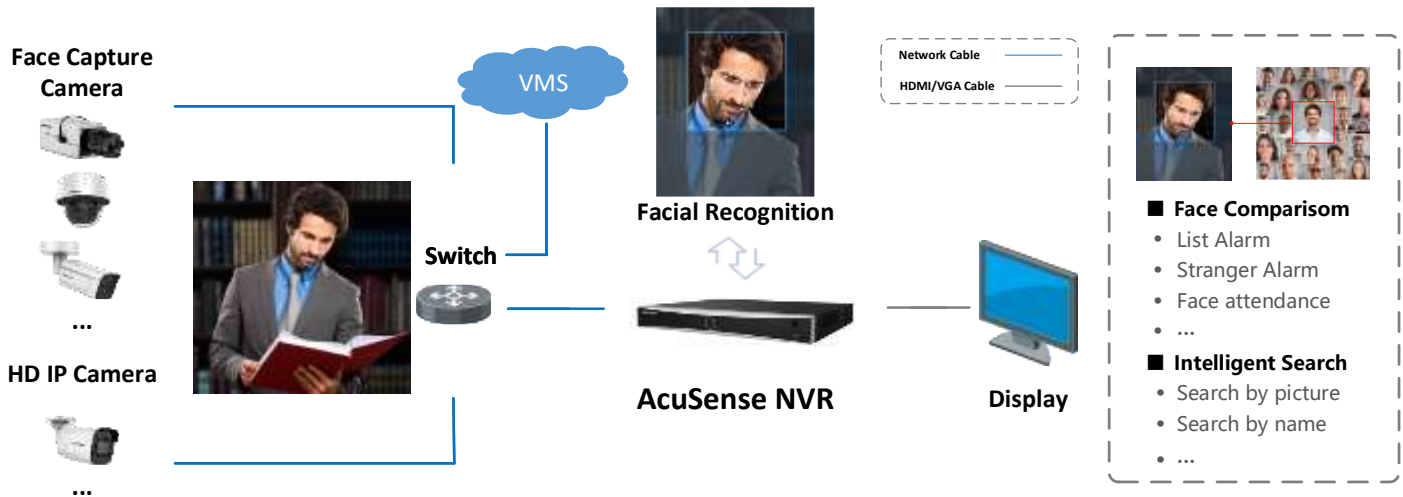 Face Capture
Camera
...
HD IP Camera
...
VMS
Switch
Facial Recognition
AcuSense NVR
Display
Network Cable
HDMI/VGA Cable
■ Face Comparisom
• List Alarm
• Stranger Alarm
• Face attendance
• ...
■ Intelligent Search
• Search by picture
• Search by name
• ...